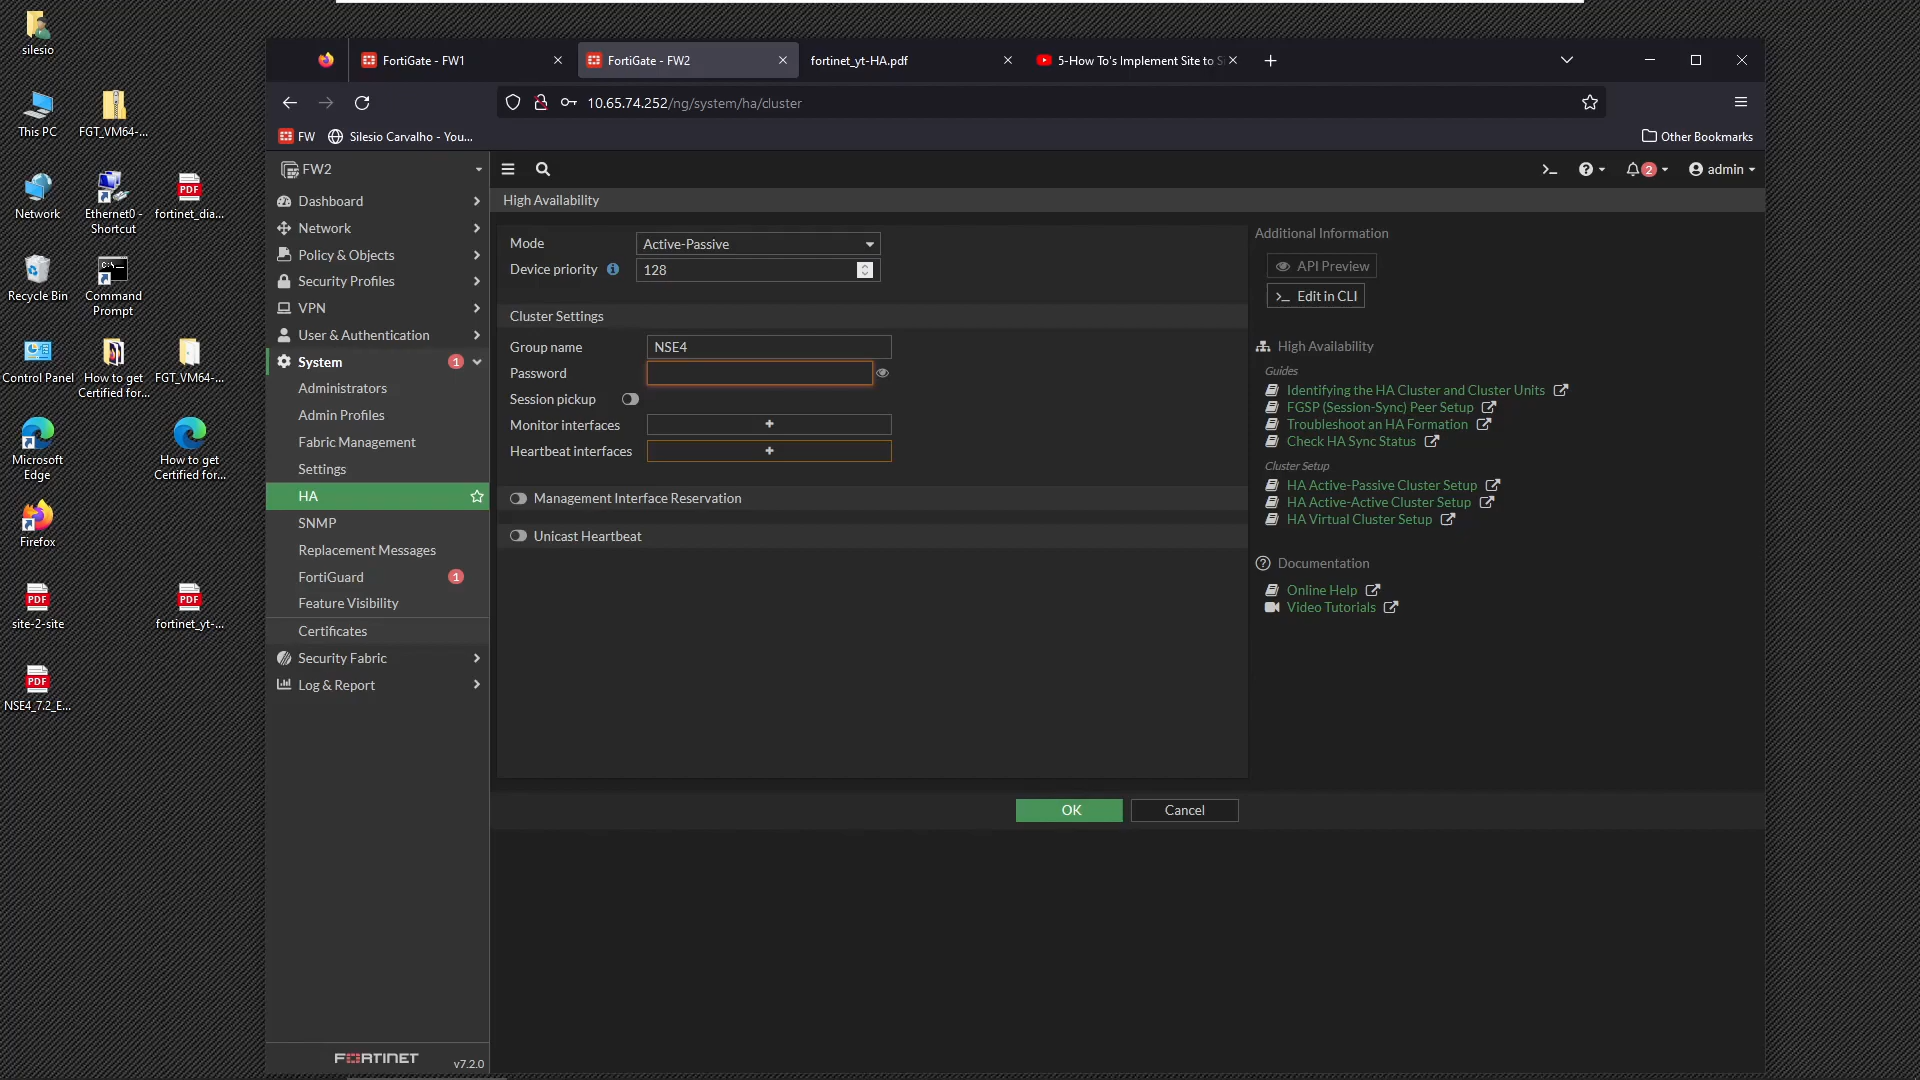 silesio
This PC
FGT_VM64-...
Network
Ethernet0 -
Shortcut
fortinet_dia...
Recycle Bin
Command
Prompt
Control Panel
How to get
Certified for...
FGT_VM64-...
Microsoft
Edge
How to get
Certified for...
Firefox
site-2-site
fortinet_yt-...
NSE4_7.2_E...
FortiGate - FW1
FortiGate - FW2
fortinet_yt-HA.pdf
5-How To's Implement Site to S
10.65.74.252/ng/system/ha/cluster
FW
Silesio Carvalho - You...
Other Bookmarks
FW2
2
admin
Dashboard
Network
Policy & Objects
Security Profiles
VPN
User & Authentication
System 1
Administrators
Admin Profiles
Fabric Management
Settings
HA
SNMP
Replacement Messages
FortiGuard 1
Feature Visibility
Certificates
Security Fabric
Log & Report
FORTINET
v7.2.0
High Availability
Mode Active-Passive
Device priority 128
Cluster Settings
Group name NSE4
Password
Session pickup
Monitor interfaces +
Heartbeat interfaces +
Management Interface Reservation
Unicast Heartbeat
OK
Cancel
Additional Information
API Preview
>_ Edit in CLI
High Availability
Guides
Identifying the HA Cluster and Cluster Units
FGSP (Session-Sync) Peer Setup
Troubleshoot an HA Formation
Check HA Sync Status
Cluster Setup
HA Active-Passive Cluster Setup
HA Active-Active Cluster Setup
HA Virtual Cluster Setup
Documentation
Online Help
Video Tutorials